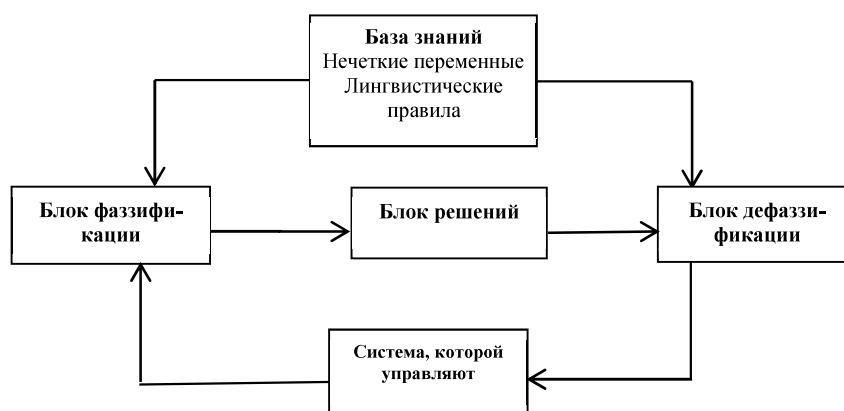 База знаний
Нечеткие переменные
Лингвистические
правила
Блок фаззифи-
кации
Блок решений
Блок дефаззи-
фикации
Система, которой
управляют